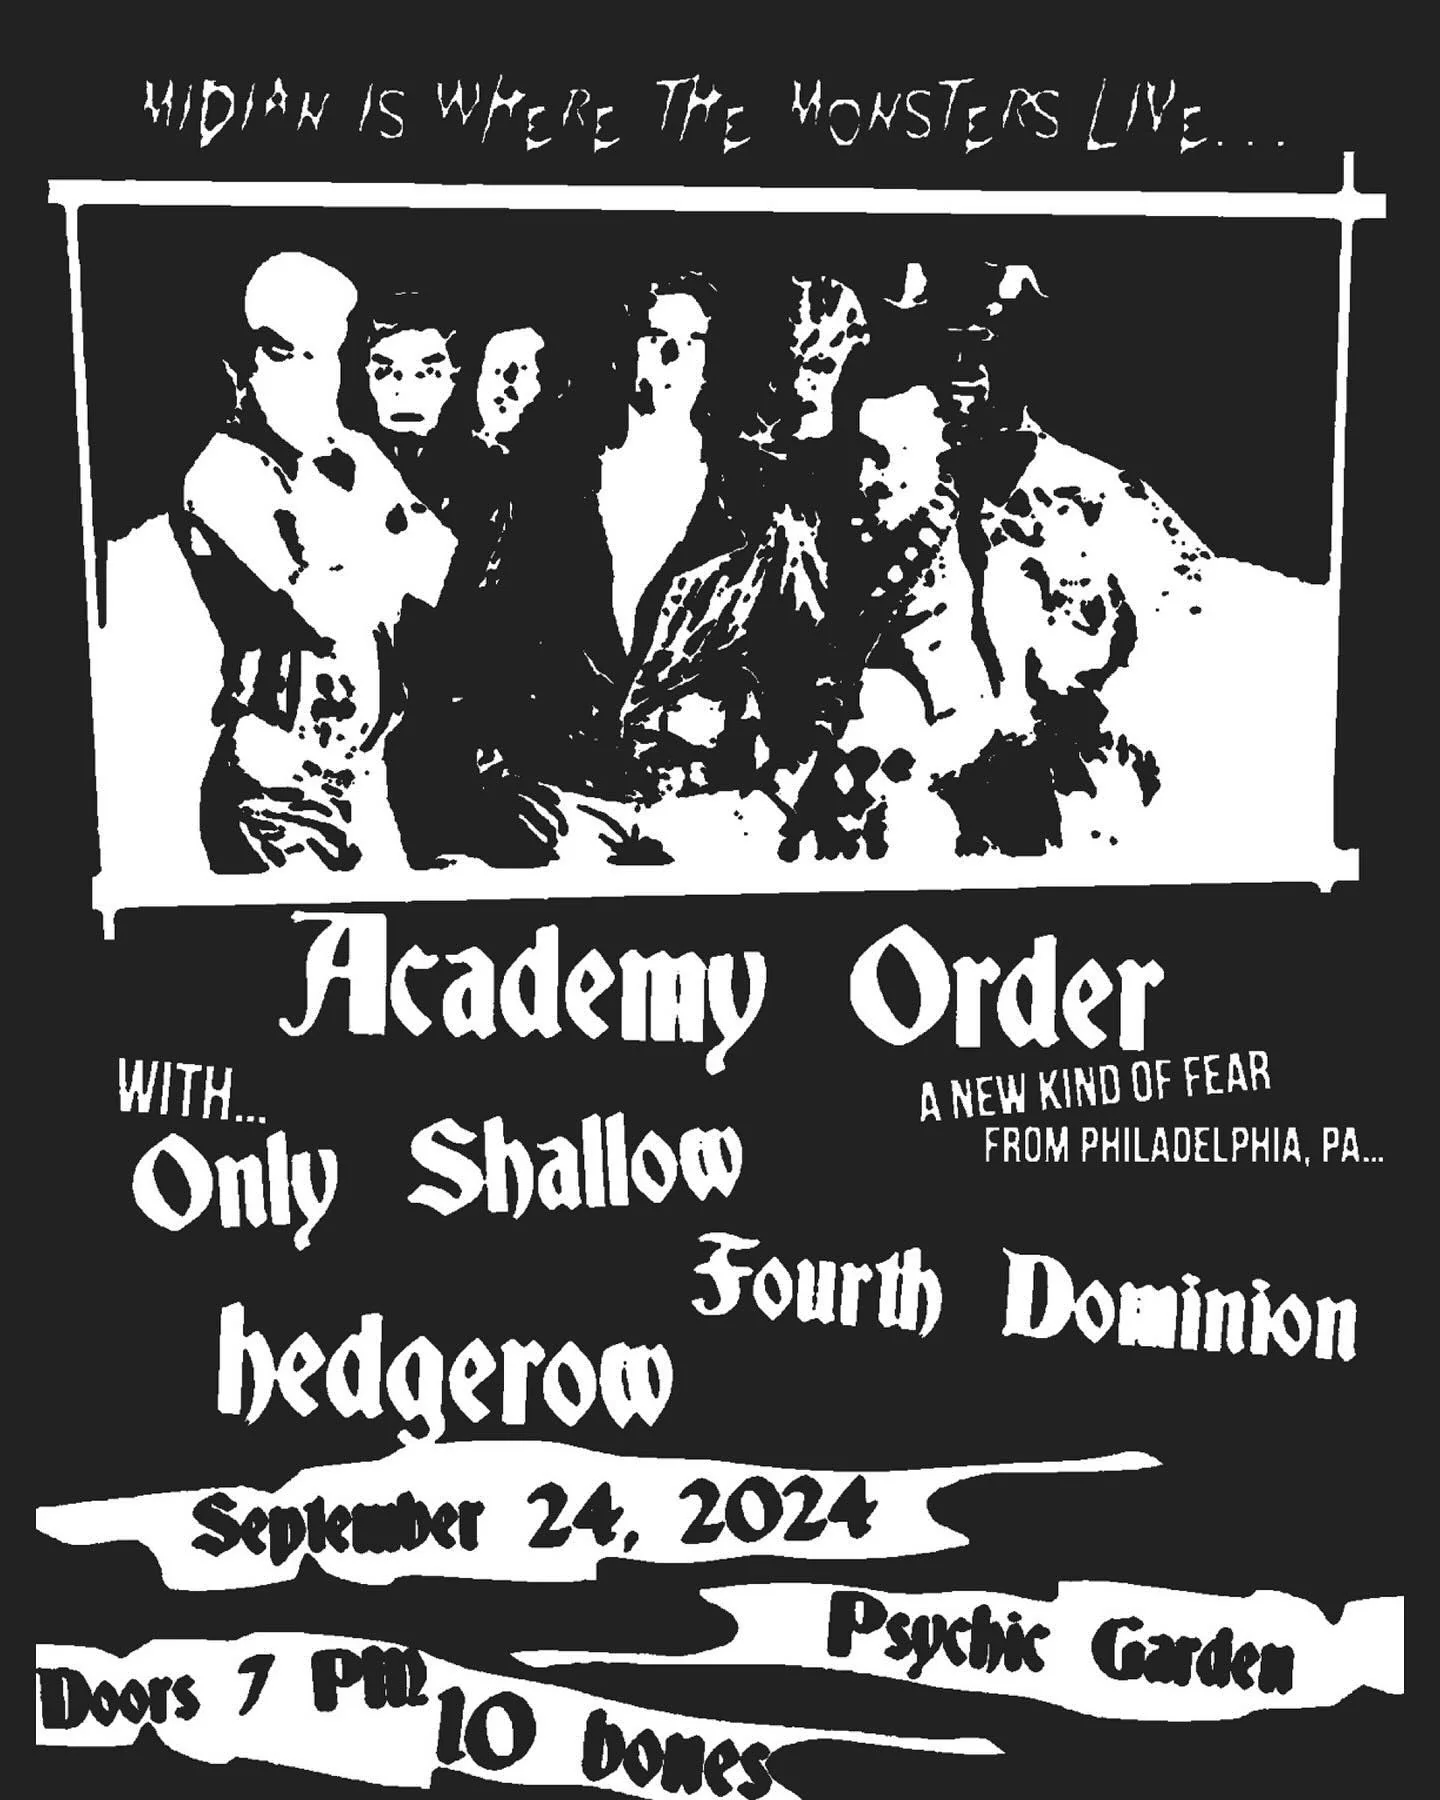 MIDIAN IS WHERE THE MONSTERS LIVE...
Academy Order
A NEW KIND OF FEAR
FROM PHILADELPHIA, PA...
WITH...
Only Shallow
Fourth Dominion
hedgerow
September 24, 2024
Psychic Garden
Doors 7 PM
10 bones